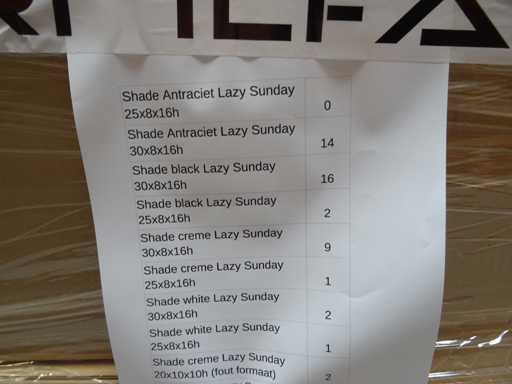 Shade Antraciet Lazy Sunday
25x8x16h 0
Shade Antraciet Lazy Sunday
30x8x16h 14
Shade black Lazy Sunday
30x8x16h 16
Shade black Lazy Sunday
25x8x16h 2
Shade creme Lazy Sunday
30x8x16h 9
Shade creme Lazy Sunday
25x8x16h 1
Shade white Lazy Sunday
30x8x16h 2
Shade white Lazy Sunday
25x8x16h 1
Shade creme Lazy Sunday
20x10x10h (fout formaat) 2